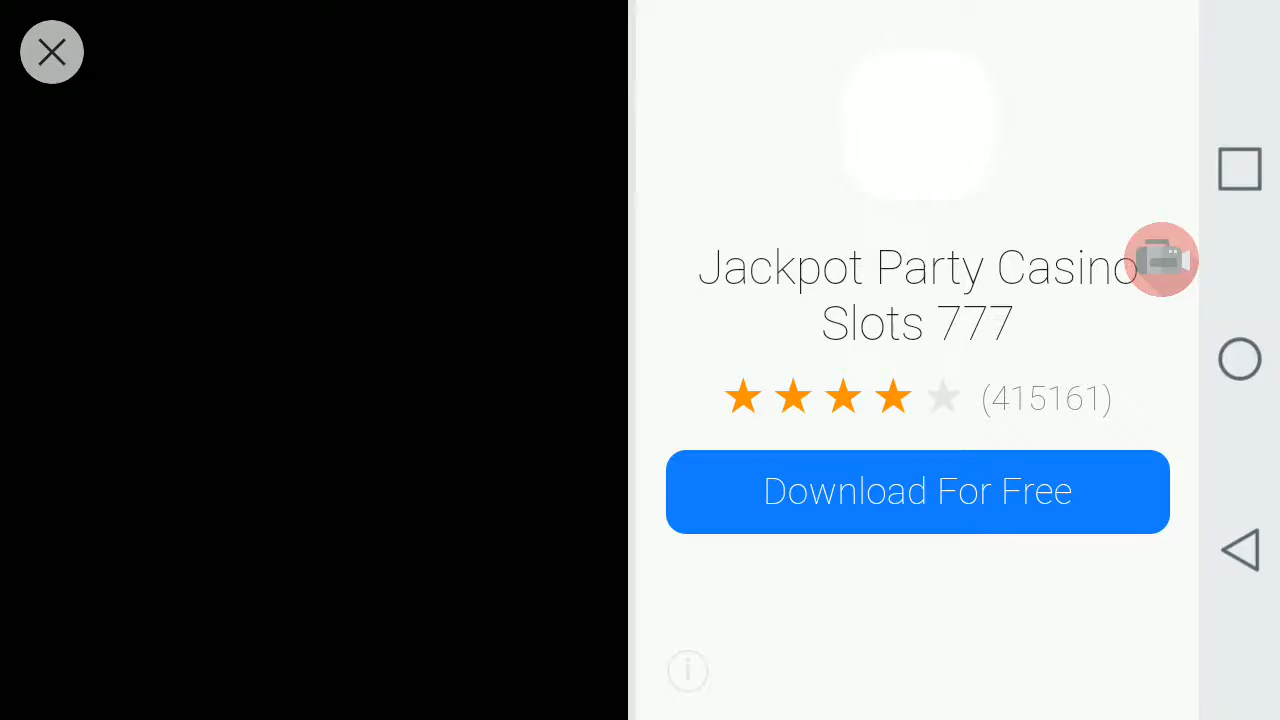 Jackpot Party Casino
Slots 777
(415161)
Download For Free
i